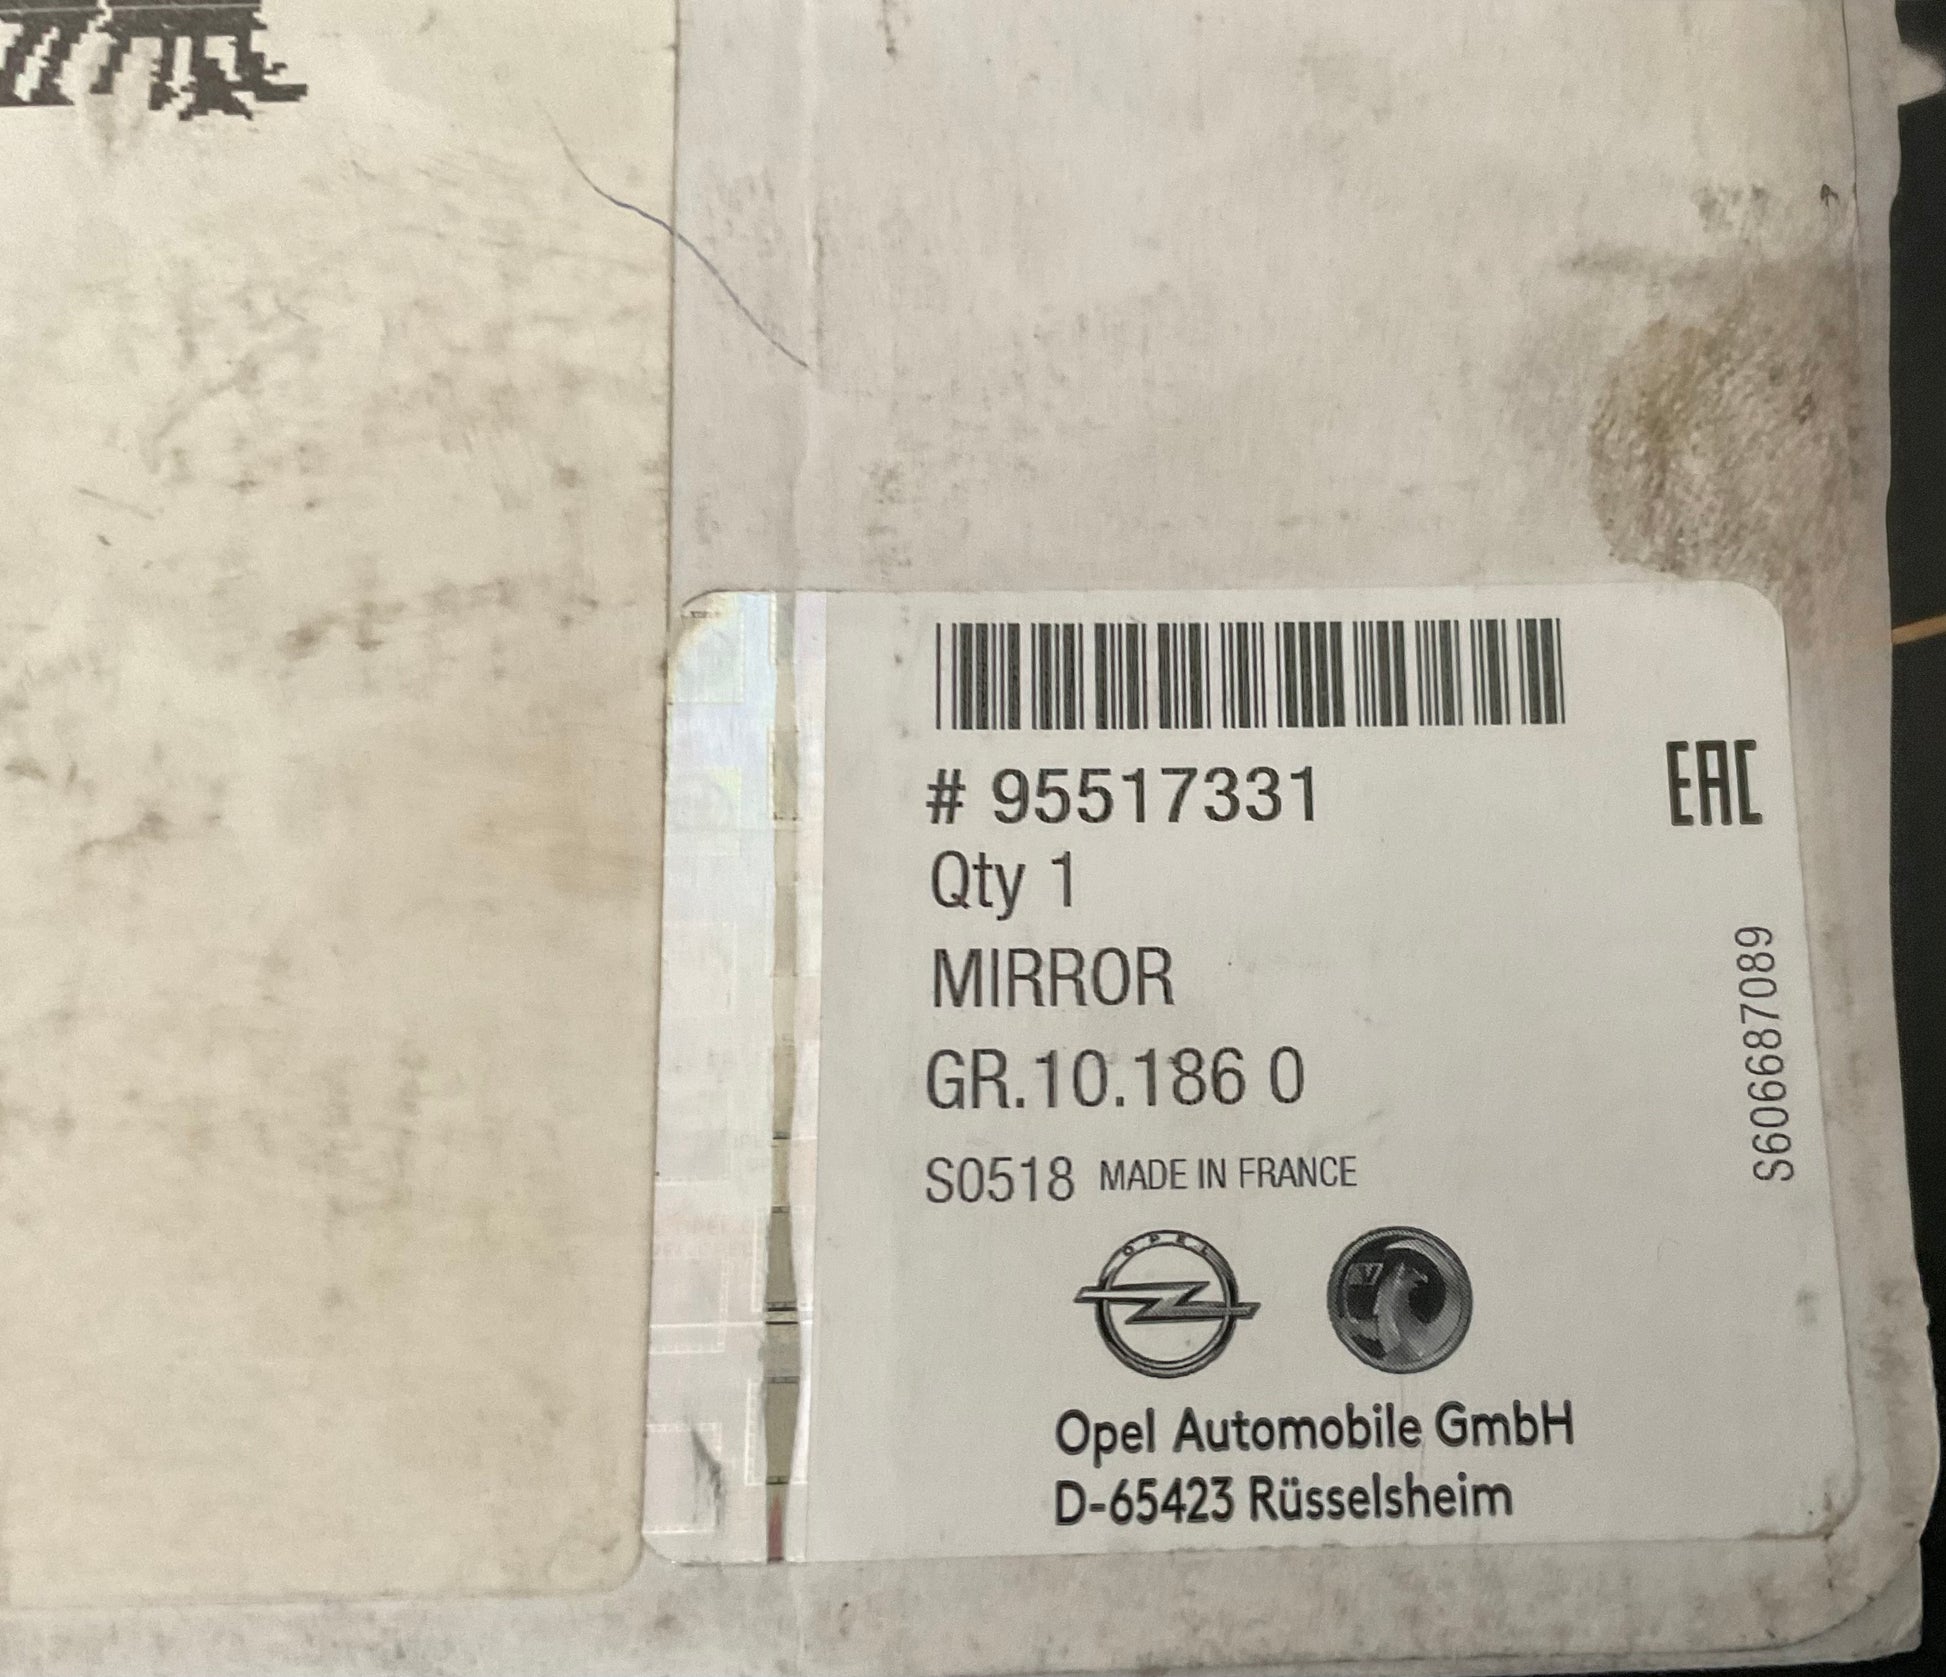 # 95517331
EAC
Qty 1
MIRROR
GR.10.186 0
S0518 MADE IN FRANCE
S606687089
OPEL
V
Opel Automobile GmbH
D-65423 Rüsselsheim